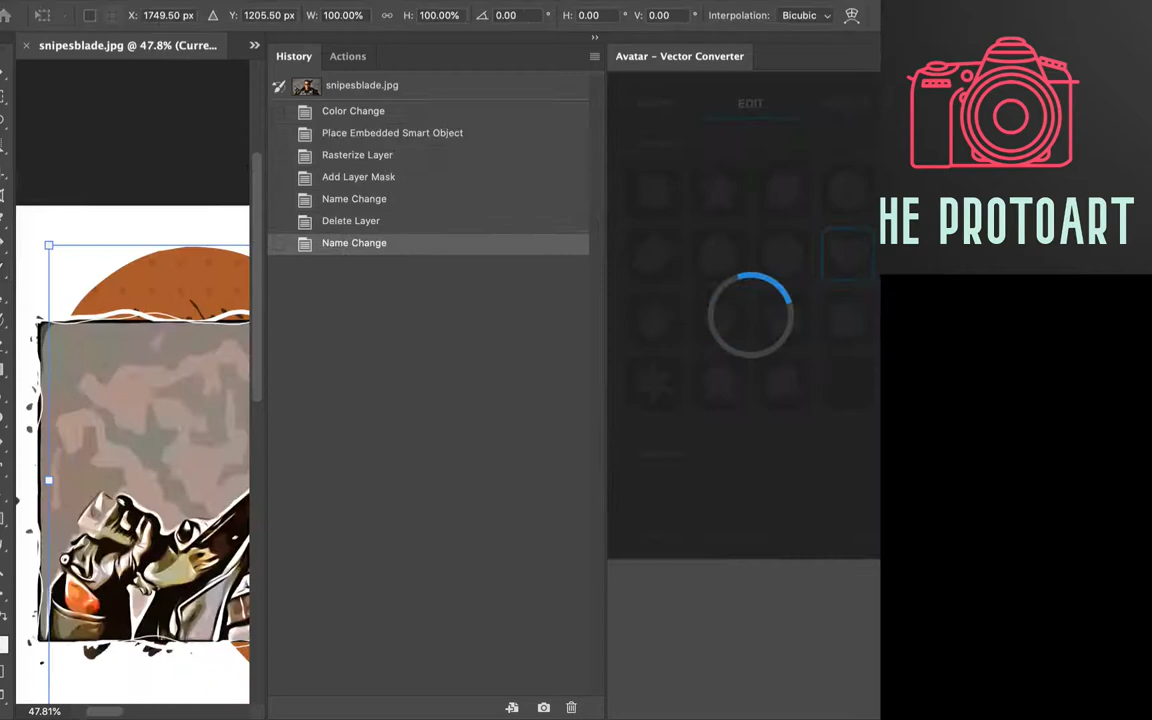 X: 1749.50 px Y: 1205.50 px W: 100.00% H: 100.00% 0.00 ° H: 0.00 ° V: 0.00 ° Interpolation: Bicubic
snipesblade.jpg @ 47.8% (Curre...
History Actions
Avatar – Vector Converter
snipesblade.jpg
EDIT
Color Change
Place Embedded Smart Object
Rasterize Layer
Add Layer Mask
Name Change
Delete Layer
Name Change
HE PROTOART
47.81%